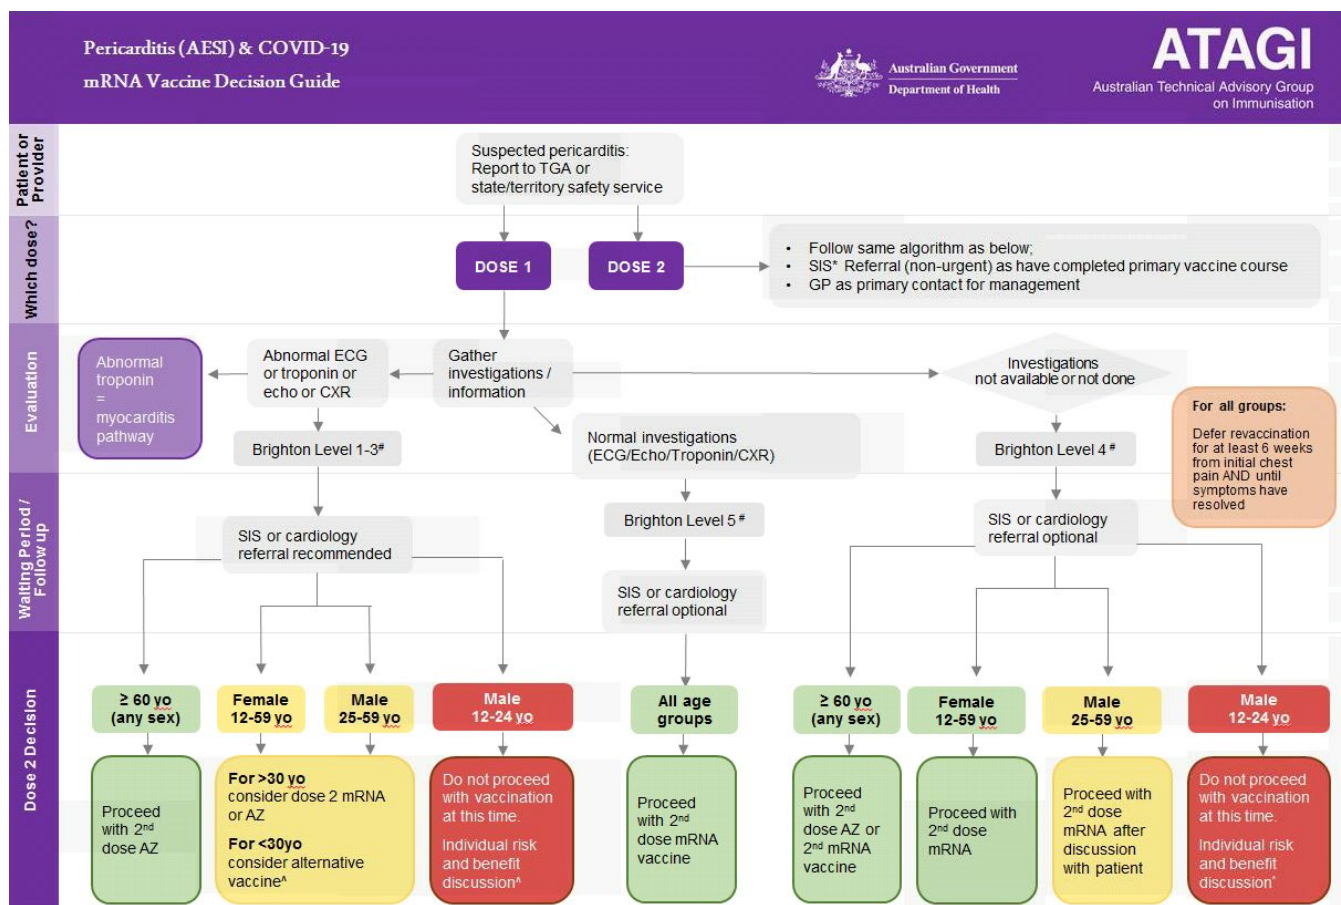 Pericarditis (AESI) & COVID-19
mRNA Vaccine Decision Guide
Australian Government
Department of Health
ATAGI
Australian Technical Advisory Group
on Immunisation
Patient or
Provider
Suspected pericarditis:
Report to TGA or
state/territory safety service
Which dose?
DOSE 1
DOSE 2
• Follow same algorithm as below;
• SIS* Referral (non-urgent) as have completed primary vaccine course
• GP as primary contact for management
Evaluation
Abnormal
troponin
=
myocarditis
pathway
Abnormal ECG
or troponin or
echo or CXR
Gather
investigations /
information
Investigations
not available or not done
Brighton Level 1-3#
Normal investigations
(ECG/Echo/Troponin/CXR)
Brighton Level 4 #
For all groups:
Defer revaccination
for at least 6 weeks
from initial chest
pain AND until
symptoms have
resolved
Waiting Period /
Follow up
SIS or cardiology
referral recommended
Brighton Level 5 #
SIS or cardiology
referral optional
SIS or cardiology
referral optional
Dose 2 Decision
≥ 60 yo
(any sex)
Female
12-59 yo
Male
25-59 yo
Male
12-24 yo
All age
groups
≥ 60 yo
(any sex)
Female
12-59 yo
Male
25-59 yo
Male
12-24 yo
Proceed
with 2nd
dose AZ
For >30 yo
consider dose 2 mRNA
or AZ
For <30yo
consider alternative
vaccine^
Do not proceed
with vaccination
at this time.
Individual risk
and benefit
discussion^
Proceed
with 2nd
dose mRNA
vaccine
Proceed
with 2nd
dose AZ or
2nd mRNA
vaccine
Proceed with
2nd dose
mRNA
Proceed with
2nd dose
mRNA after
discussion
with patient
Do not proceed
with vaccination
at this time.
Individual risk
and benefit
discussion^